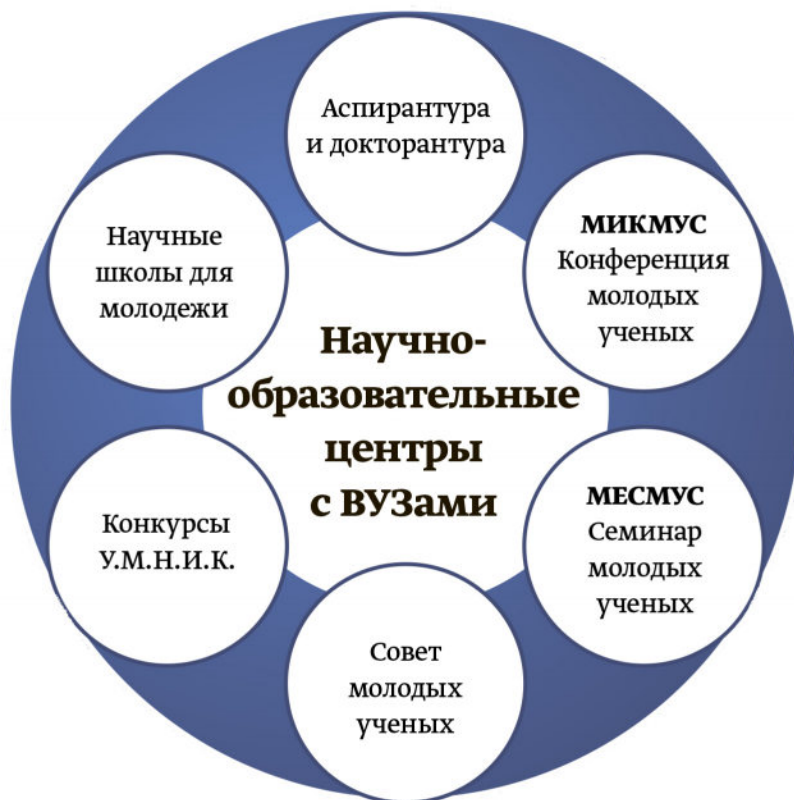 Аспирантура
и докторантура
МИКМУС
Конференция
молодых
ученых
МЕСМУС
Семинар
молодых
ученых
Совет
молодых
ученых
Конкурсы
У.М.Н.И.К.
Научные
школы для
молодежи
Научно-
образовательные
центры
с ВУЗами